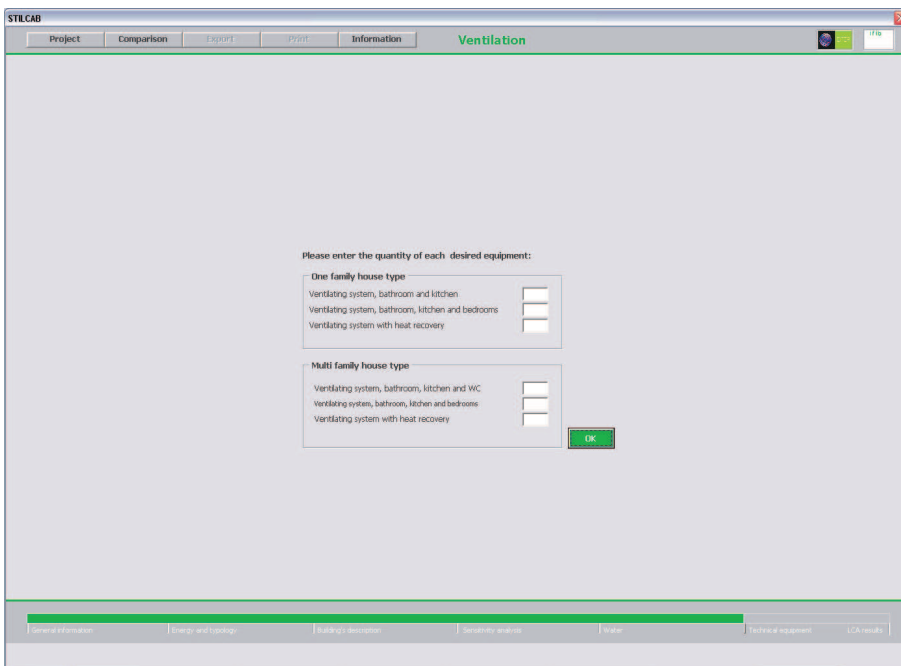 STILCAB
Project Comparison Export Print Information Ventilation
iflb
Please enter the quantity of each desired equipment:
One family house type
Ventilating system, bathroom and kitchen
Ventilating system, bathroom, kitchen and bedrooms
Ventilating system with heat recovery
Multi family house type
Ventilating system, bathroom, kitchen and WC
Ventilating system, bathroom, kitchen and bedrooms
Ventilating system with heat recovery
OK
General information Energy and typology Building's description Sensitivity analysis Water Technical equipment LCA results